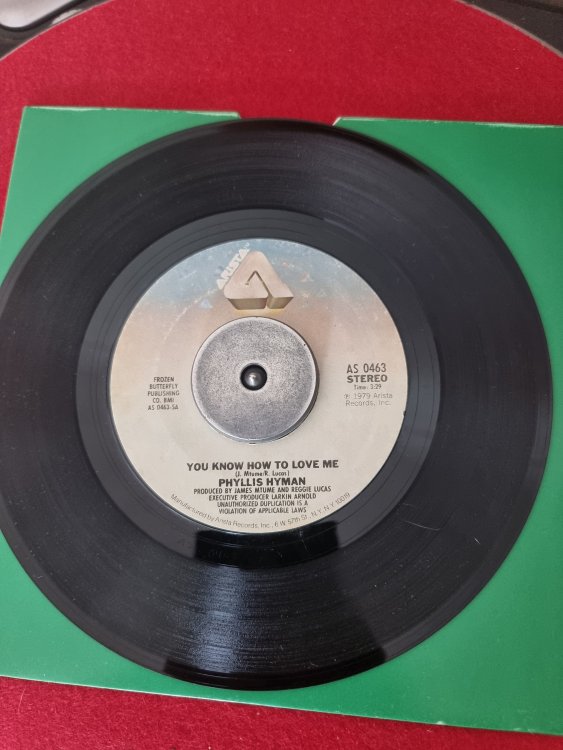 ARISTA
FROZEN
BUTTERFLY
PUBLISHING
CO. BMI
AS 0463-SA
AS 0463
STEREO
Time: 3:29
℗ 1979 Arista
Records, Inc.
YOU KNOW HOW TO LOVE ME
(J. Mtume/R. Lucas)
PHYLLIS HYMAN
PRODUCED BY JAMES MTUME AND REGGIE LUCAS
EXECUTIVE PRODUCER LARKIN ARNOLD
UNAUTHORIZED DUPLICATION IS A
VIOLATION OF APPLICABLE LAWS
Manufactured by Arista Records, Inc., 6 W 57th St., N.Y., N.Y. 10019